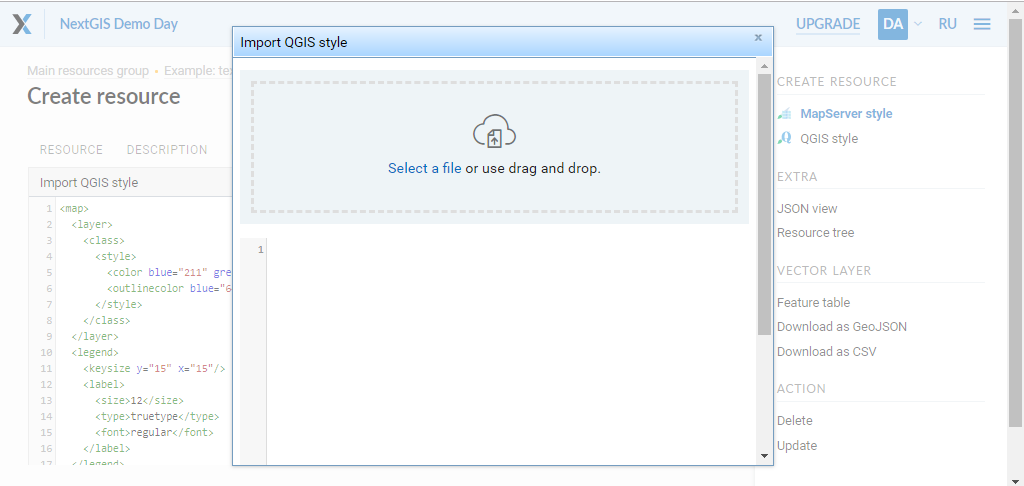 NextGIS Demo Day
UPGRADE
DA
RU
Main resources group • Example:
Create resource
RESOURCE DESCRIPTION
Import QGIS style
1 <map>
2 <layer>
3 <class>
4 <style>
5 <color blue="211" gre
6 <outlinecolor blue="6
7 </style>
8 </class>
9 </layer>
10 <legend>
11 <keysize y="15" x="15"/>
12 <label>
13 <size>12</size>
14 <type>truetype</type>
15 <font>regular</font>
16 </label>
17 </legend>
Import QGIS style
x
Select a file or use drag and drop.
1
CREATE RESOURCE
MapServer style
QGIS style
EXTRA
JSON view
Resource tree
VECTOR LAYER
Feature table
Download as GeoJSON
Download as CSV
ACTION
Delete
Update